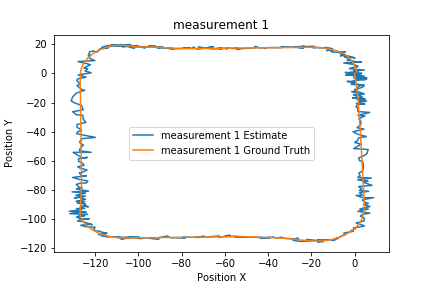 measurement 1
20
0
−20
−40
−60
−80
−100
−120
Position Y
measurement 1 Estimate
measurement 1 Ground Truth
−120 −100 −80 −60 −40 −20 0
Position X